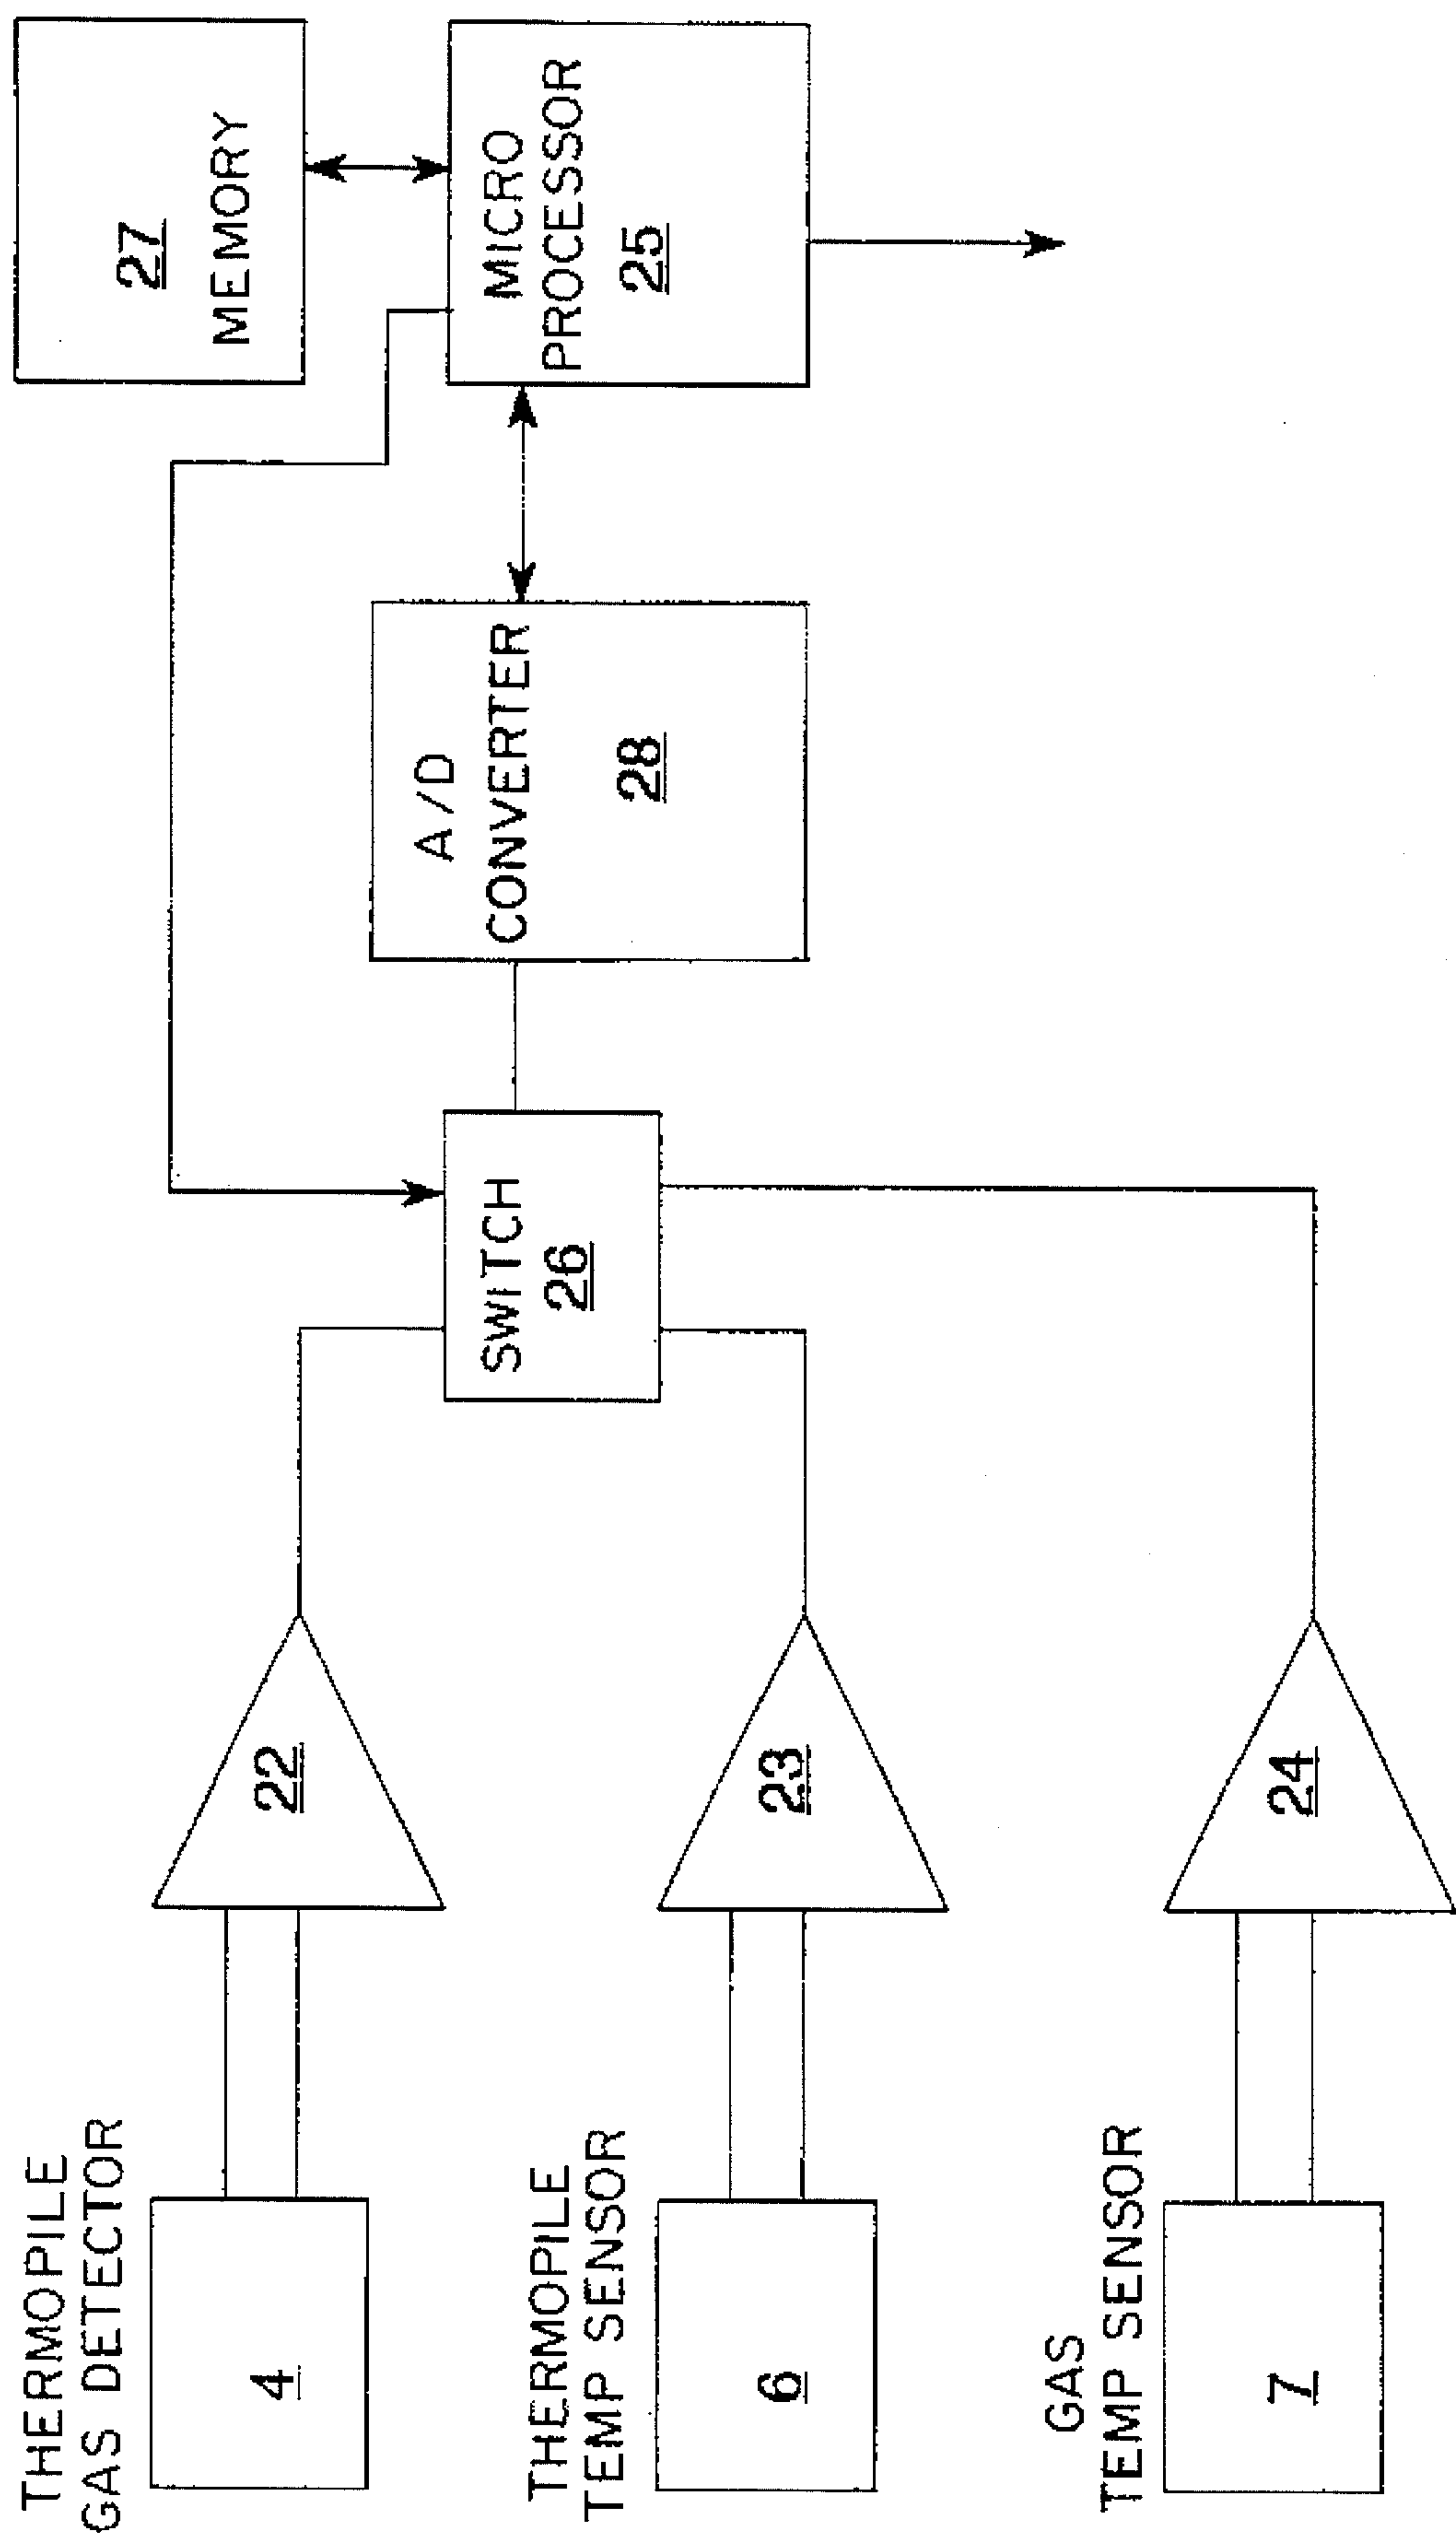 THERMOPILE
GAS DETECTOR
4
22
27
MEMORY
SWITCH
26
A/D
CONVERTER
28
MICRO
PROCESSOR
25
THERMOPILE
TEMP SENSOR
6
23
GAS
TEMP SENSOR
7
24